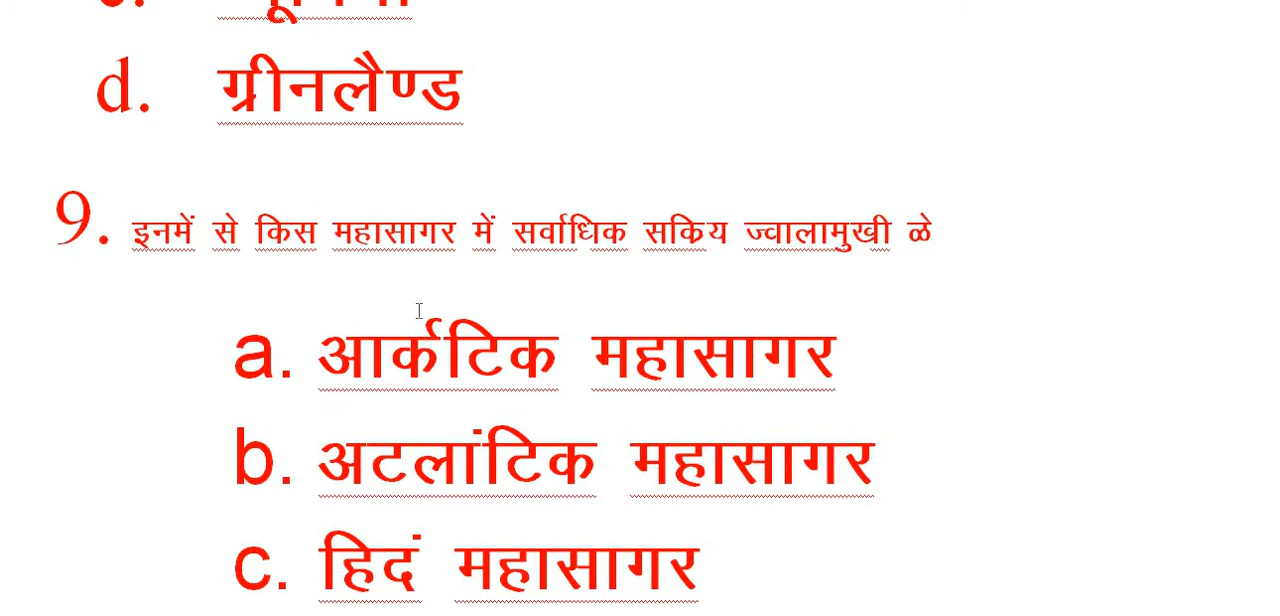 d. ग्रीनलैण्ड
9. इनमें से किस महासागर में सर्वाधिक सक्रिय ज्वालामुखी ळे
a. आर्कटिक महासागर
b. अटलांटिक महासागर
c. हिदं महासागर